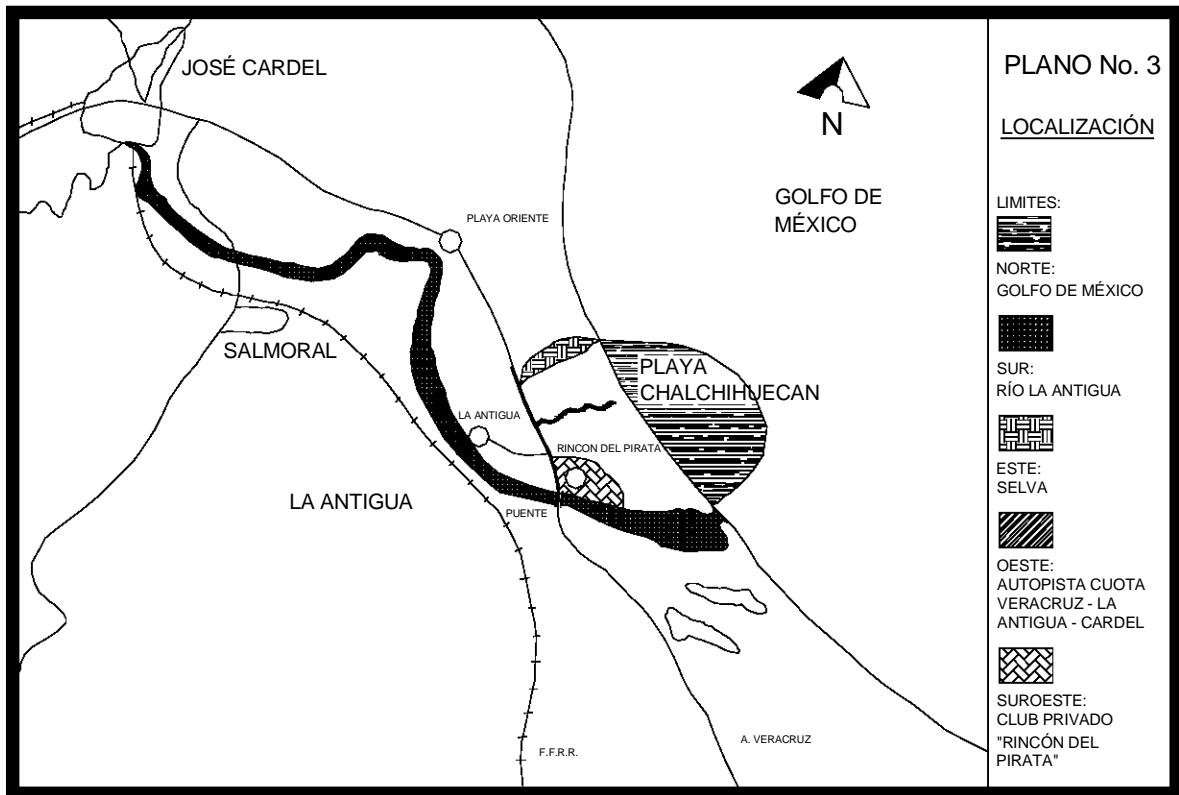 JOSÉ CARDEL
N
GOLFO DE
MÉXICO
PLAYA ORIENTE
SALMORAL
PLAYA
CHALCHIHUECAN
LA ANTIGUA
RINCON DEL PIRATA
LA ANTIGUA
PUENTE
F.F.R.R.
A. VERACRUZ
PLANO No. 3
LOCALIZACIÓN
LIMITES:
NORTE:
GOLFO DE MÉXICO
SUR:
RÍO LA ANTIGUA
ESTE:
SELVA
OESTE:
AUTOPISTA CUOTA
VERACRUZ - LA
ANTIGUA - CARDEL
SUROESTE:
CLUB PRIVADO
"RINCÓN DEL
PIRATA"